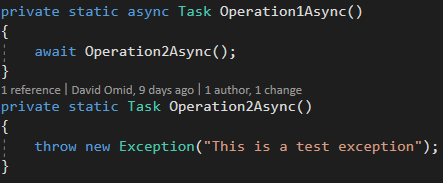 private static async Task Operation1Async()
{
await Operation2Async();
}
1 reference | David Omid, 9 days ago | 1 author, 1 change
private static Task Operation2Async()
{
throw new Exception("This is a test exception");
}